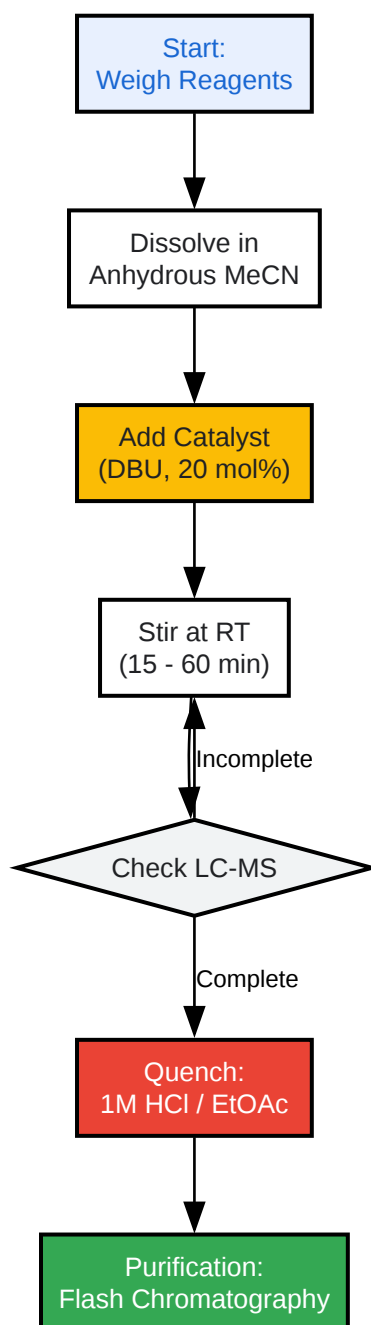 Start:
Weigh Reagents
Dissolve in
Anhydrous MeCN
Add Catalyst
(DBU, 20 mol%)
Stir at RT
(15 - 60 min)
Incomplete
Check LC-MS
Complete
Quench:
1M HCl / EtOAc
Purification:
Flash Chromatography